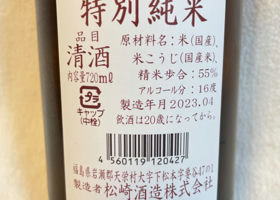 特別純米
品目
清酒
内容量720ml
原材料名:米(国産)、
米こうじ(国産米)、
精米歩合:55%
アルコール分:16度
製造年月2023.04
飲酒は20歳になってから。
プラ
キャップ
(中栓)
4560119120427
福島県岩瀬郡天栄村大字下松本字要谷47の1
製造者 松崎酒造株式会社